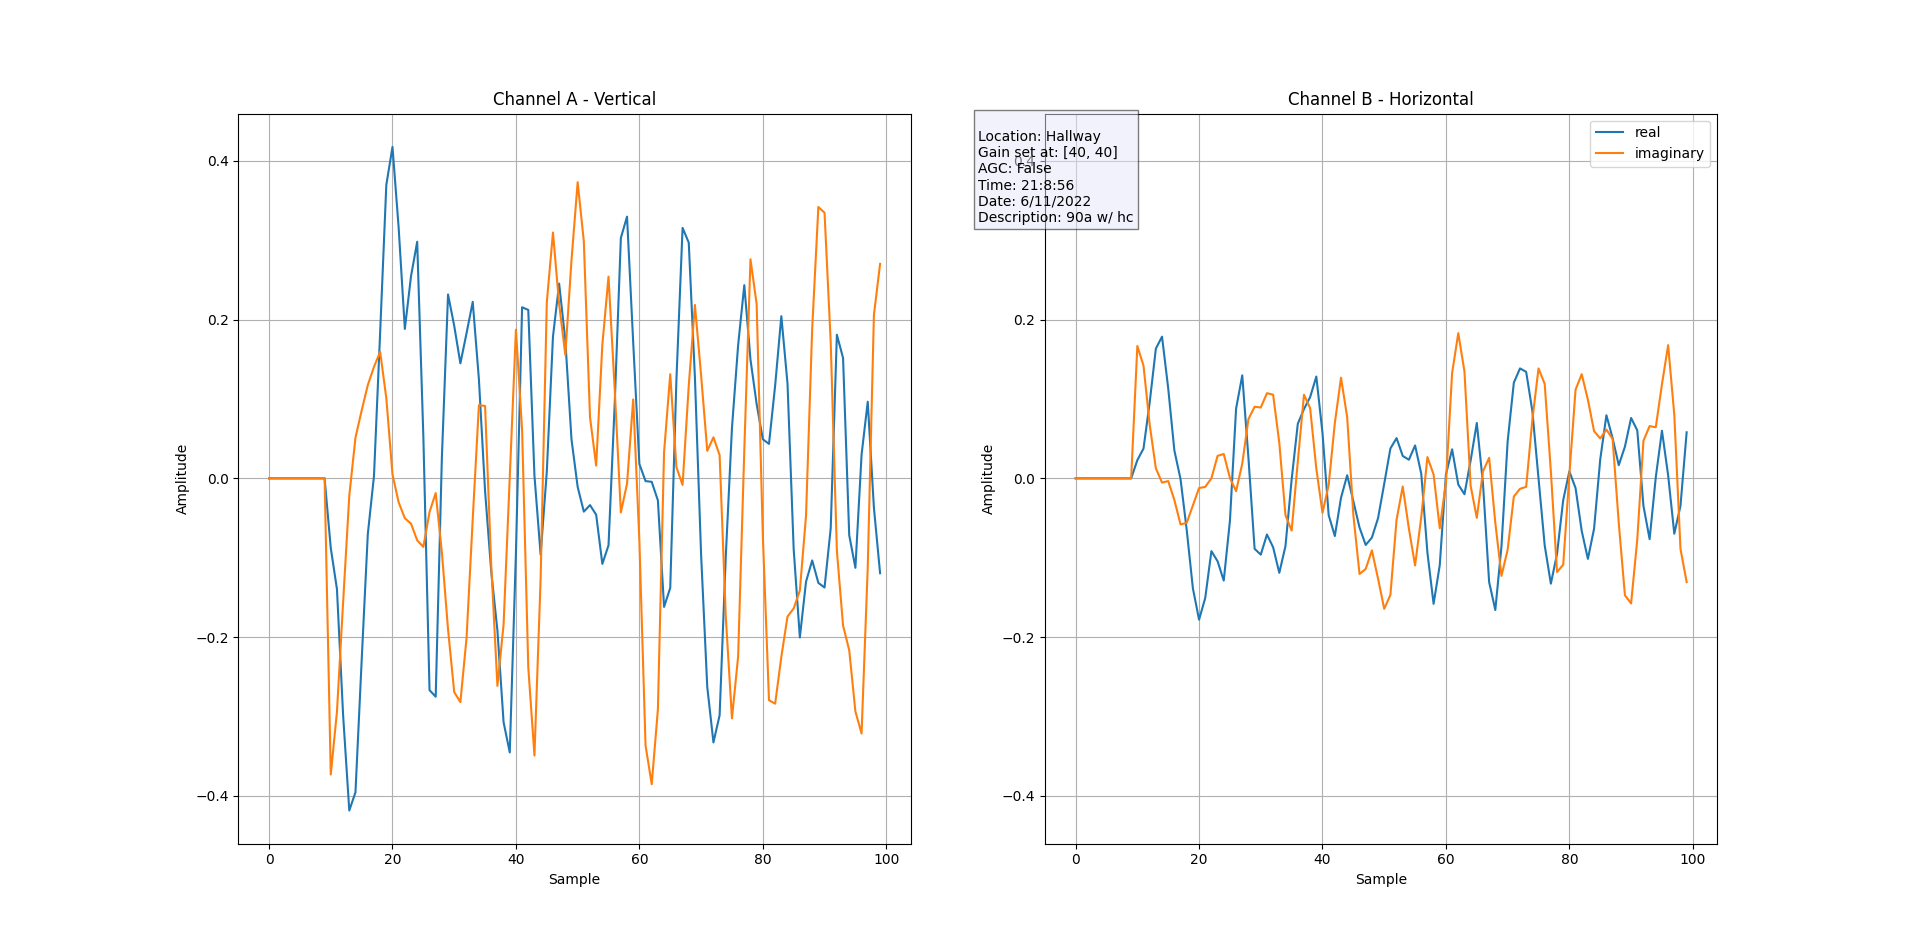 Channel A - Vertical
Amplitude
0.4
0.2
0.0
−0.2
−0.4
0 20 40 60 80 100
Sample
Channel B - Horizontal
Location: Hallway
Gain set at: [40, 40]
AGC: False
Time: 21:8:56
Date: 6/11/2022
Description: 90a w/ hc
real
imaginary
Amplitude
0.4
0.2
0.0
−0.2
−0.4
0 20 40 60 80 100
Sample